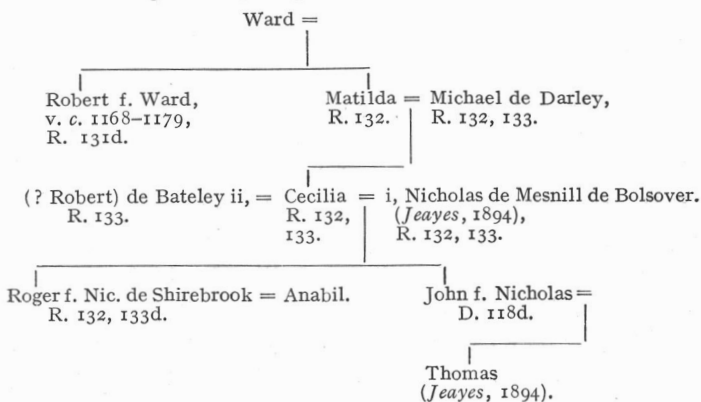 Ward =
Robert f. Ward, Matilda = Michael de Darley,
v. c. 1168–1179, R. 132. R. 132, 133.
R. 131d.
(? Robert) de Bateley ii, = Cecilia = i, Nicholas de Mesnill de Bolsover.
R. 133. R. 132, (Jeayes, 1894),
133. R. 132, 133.
Roger f. Nic. de Shirebrook = Anabil. John f. Nicholas =
R. 132, 133d. D. 118d.
Thomas
(Jeayes, 1894).